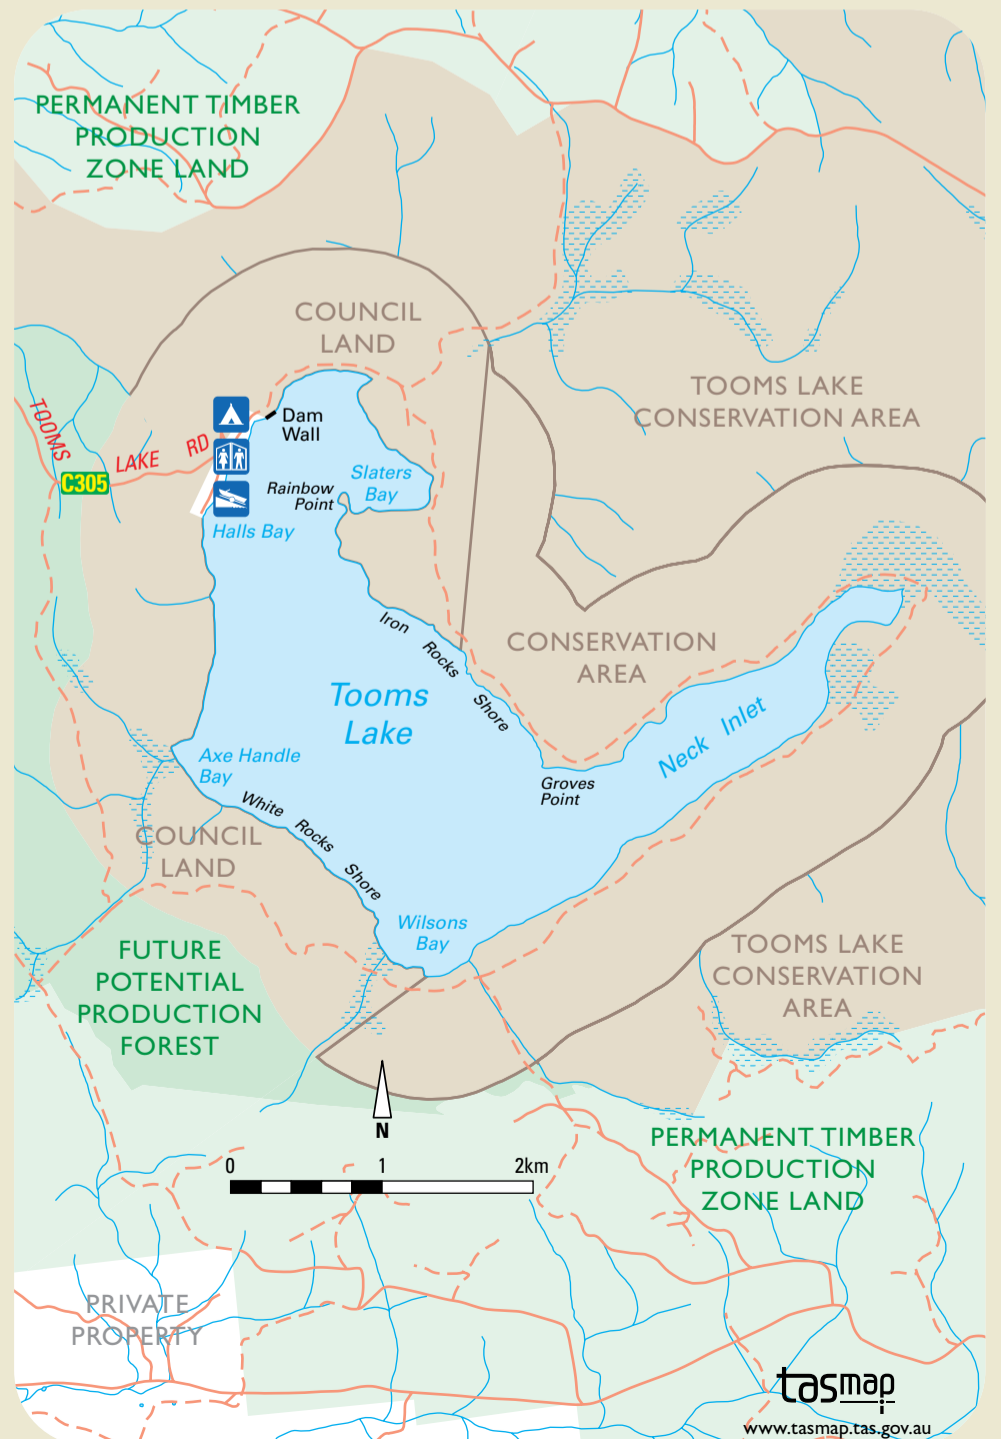 PERMANENT TIMBER
PRODUCTION
ZONE LAND
COUNCIL
LAND
TOOMS LAKE
CONSERVATION AREA
TOOMS
LAKE
RD
C305
Dam
Wall
Slaters
Bay
Rainbow
Point
Halls Bay
Iron
Rocks
Shore
CONSERVATION
AREA
Tooms
Lake
Neck Inlet
Groves
Point
Axe Handle
Bay
White
Rocks
Shore
COUNCIL
LAND
Wilsons
Bay
FUTURE
POTENTIAL
PRODUCTION
FOREST
TOOMS LAKE
CONSERVATION
AREA
N
0 1 2km
PERMANENT TIMBER
PRODUCTION
ZONE LAND
PRIVATE
PROPERTY
tasmap
www.tasmap.tas.gov.au